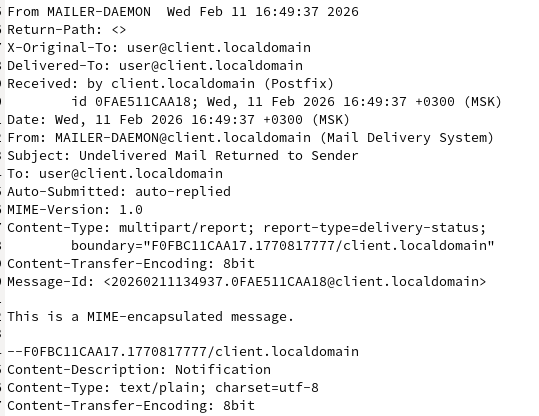 From MAILER-DAEMON  Wed Feb 11 16:49:37 2026
Return-Path: <>
X-Original-To: user@client.localdomain
Delivered-To: user@client.localdomain
Received: by client.localdomain (Postfix)
        id 0FAE511CAA18; Wed, 11 Feb 2026 16:49:37 +0300 (MSK)
Date: Wed, 11 Feb 2026 16:49:37 +0300 (MSK)
From: MAILER-DAEMON@client.localdomain (Mail Delivery System)
Subject: Undelivered Mail Returned to Sender
To: user@client.localdomain
Auto-Submitted: auto-replied
MIME-Version: 1.0
Content-Type: multipart/report; report-type=delivery-status;
        boundary="F0FBC11CAA17.1770817777/client.localdomain"
Content-Transfer-Encoding: 8bit
Message-Id: <20260211134937.0FAE511CAA18@client.localdomain>

This is a MIME-encapsulated message.

--F0FBC11CAA17.1770817777/client.localdomain
Content-Description: Notification
Content-Type: text/plain; charset=utf-8
Content-Transfer-Encoding: 8bit